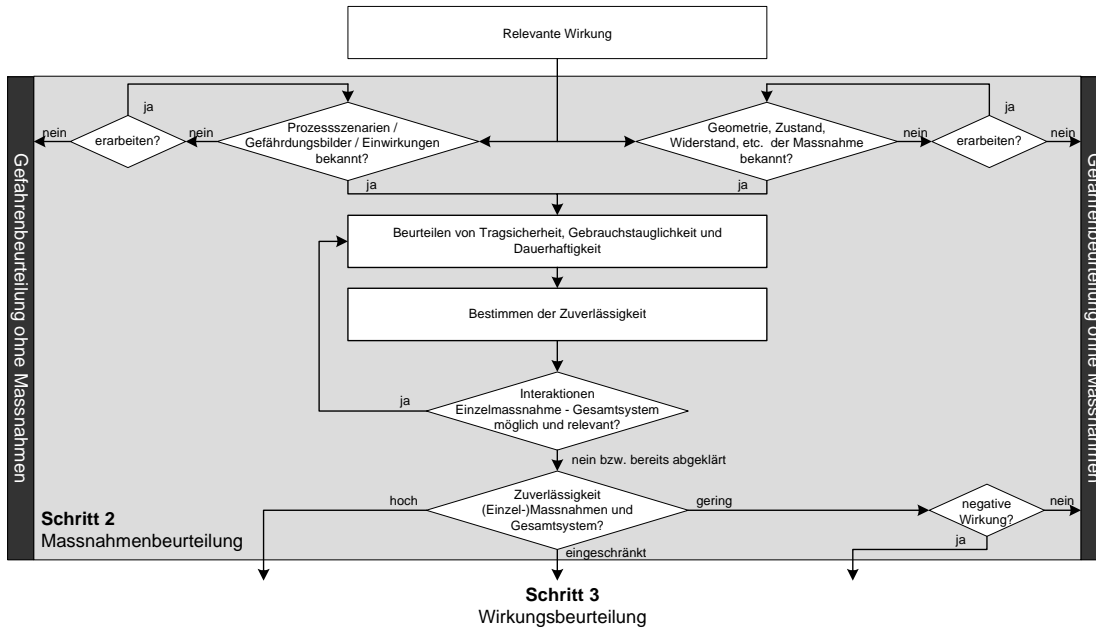 Relevante Wirkung
Gefahrenbeurteilung ohne Massnahmen
ja
nein
erarbeiten?
nein
Prozessszenarien /
Gefährdungsbilder / Einwirkungen
bekannt?
ja
Geometrie, Zustand,
Widerstand, etc. der Massnahme
bekannt?
ja
nein
erarbeiten?
ja
nein
Gefahrenbeurteilung ohne Massnahmen
Beurteilen von Tragsicherheit, Gebrauchstauglichkeit und
Dauerhaftigkeit
Bestimmen der Zuverlässigkeit
Interaktionen
Einzelmassnahme - Gesamtsystem
möglich und relevant?
ja
nein bzw. bereits abgeklärt
hoch
Zuverlässigkeit
(Einzel-)Massnahmen und
Gesamtsystem?
gering
negative
Wirkung?
nein
ja
eingeschränkt
Schritt 2
Massnahmenbeurteilung
Schritt 3
Wirkungsbeurteilung